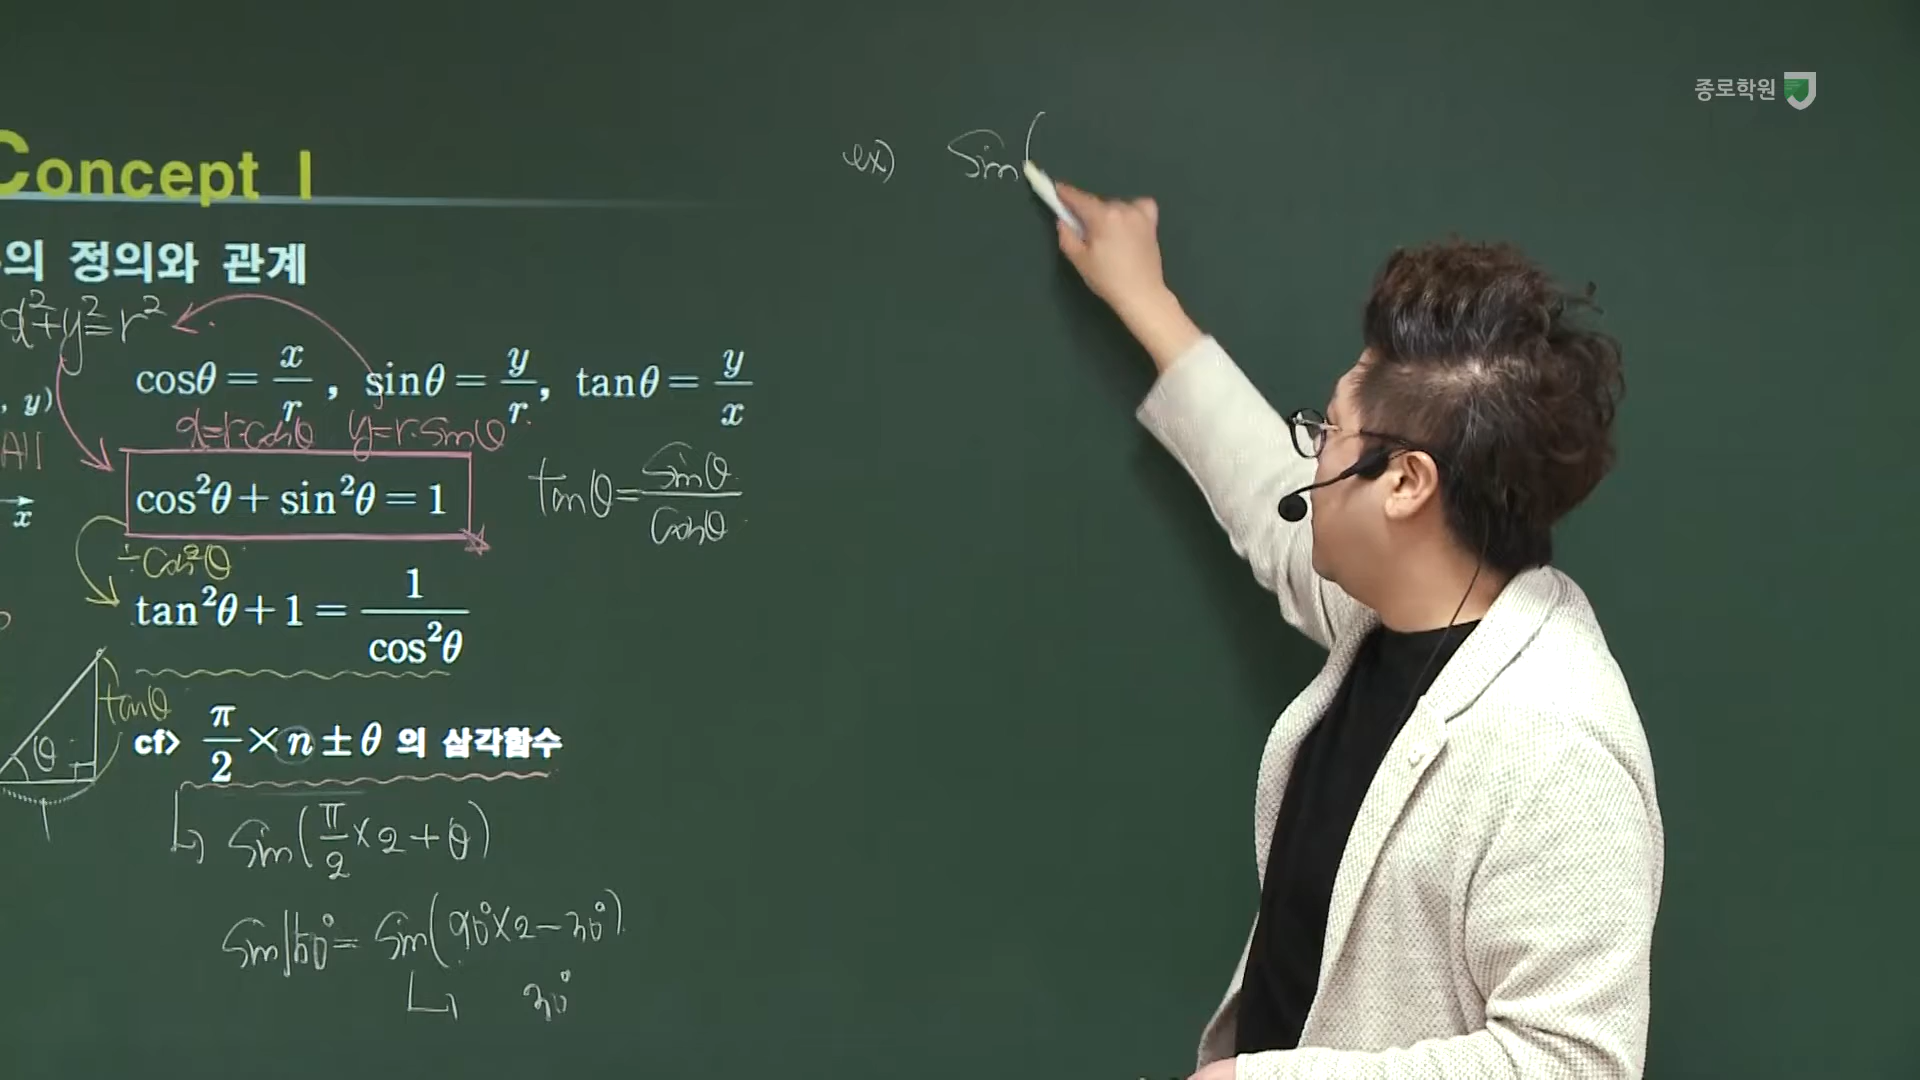 종로학원
Concept I
의 정의와 관계
x²+y²=r²
cosθ = x/r, sinθ = y/r, tanθ = y/x
, y)
x=r·cosθ y=r·sinθ
All
cos²θ + sin²θ = 1
tanθ = sinθ/cosθ
x
÷cos²θ
tan²θ + 1 = 1/cos²θ
tanθ
θ
1
cf> π/2 × n ± θ 의 삼각함수
sin(π/2 × 2 + θ)
sin150° = sin(90°×2 − 30°)
30°
ex) sin(